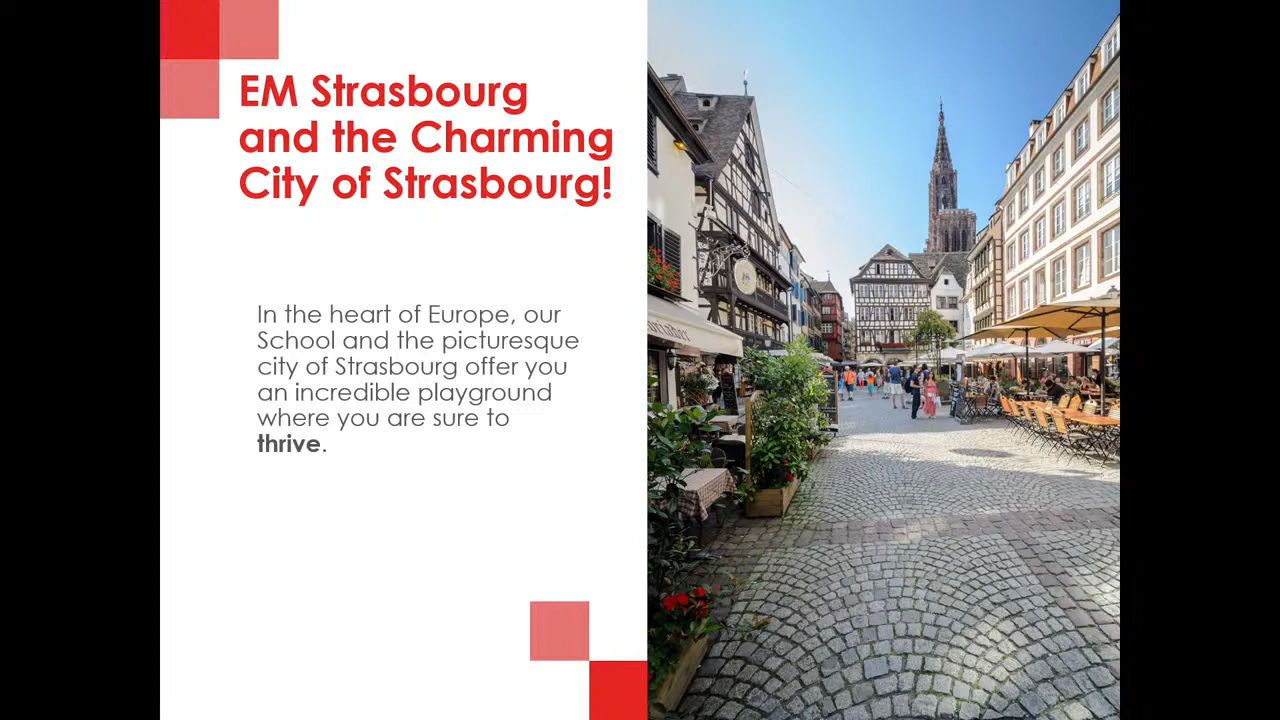 EM Strasbourg
and the Charming
City of Strasbourg!
In the heart of Europe, our
School and the picturesque
city of Strasbourg offer you
an incredible playground
where you are sure to
thrive.